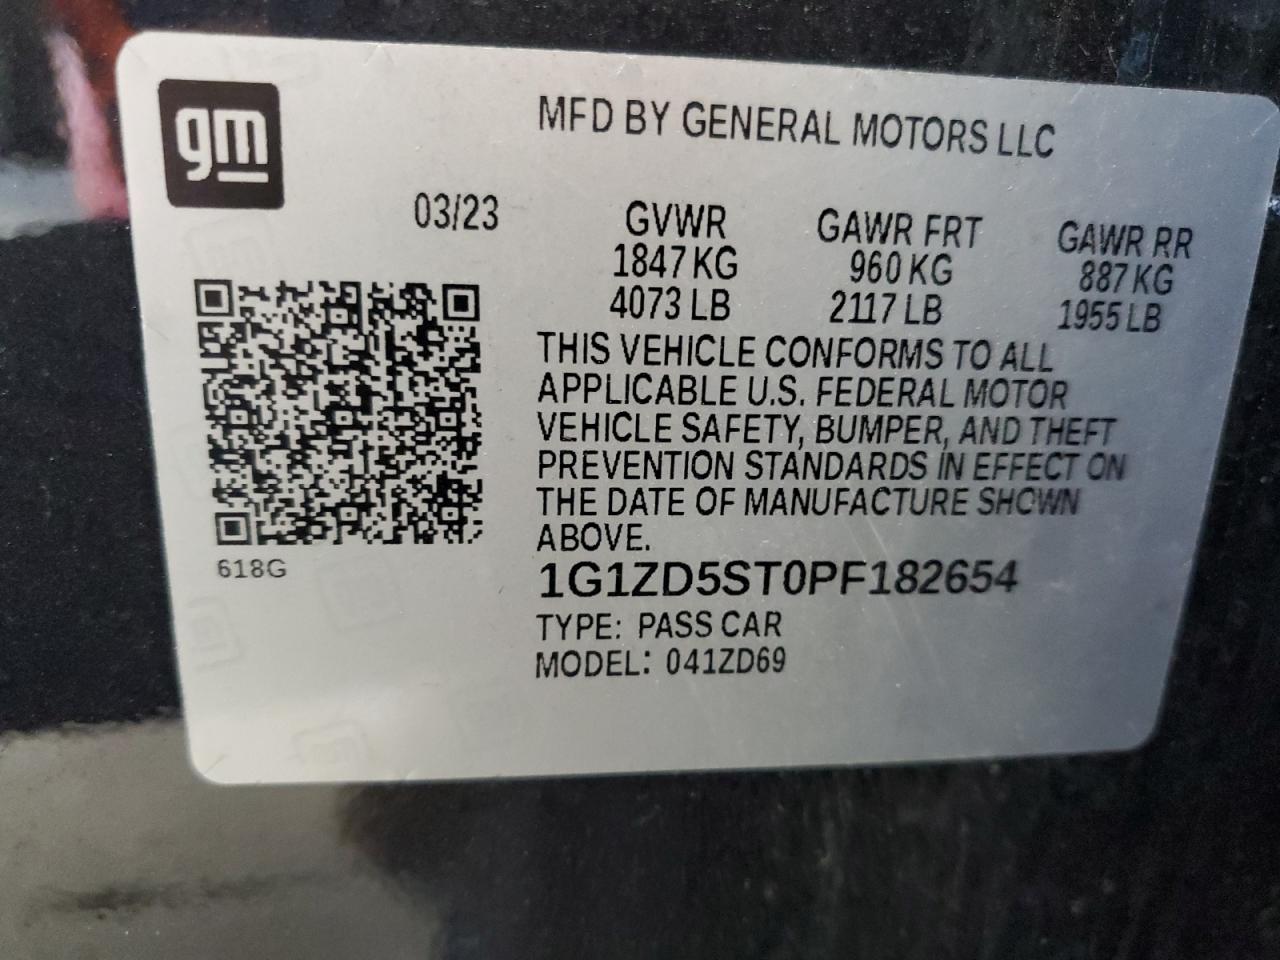 gm
MFD BY GENERAL MOTORS LLC
03/23
GVWR GAWR FRT GAWR RR
1847 KG 960 KG 887 KG
4073 LB 2117 LB 1955 LB
THIS VEHICLE CONFORMS TO ALL
APPLICABLE U.S. FEDERAL MOTOR
VEHICLE SAFETY, BUMPER, AND THEFT
PREVENTION STANDARDS IN EFFECT ON
THE DATE OF MANUFACTURE SHOWN
ABOVE.
618G
1G1ZD5ST0PF182654
TYPE: PASS CAR
MODEL: 041ZD69